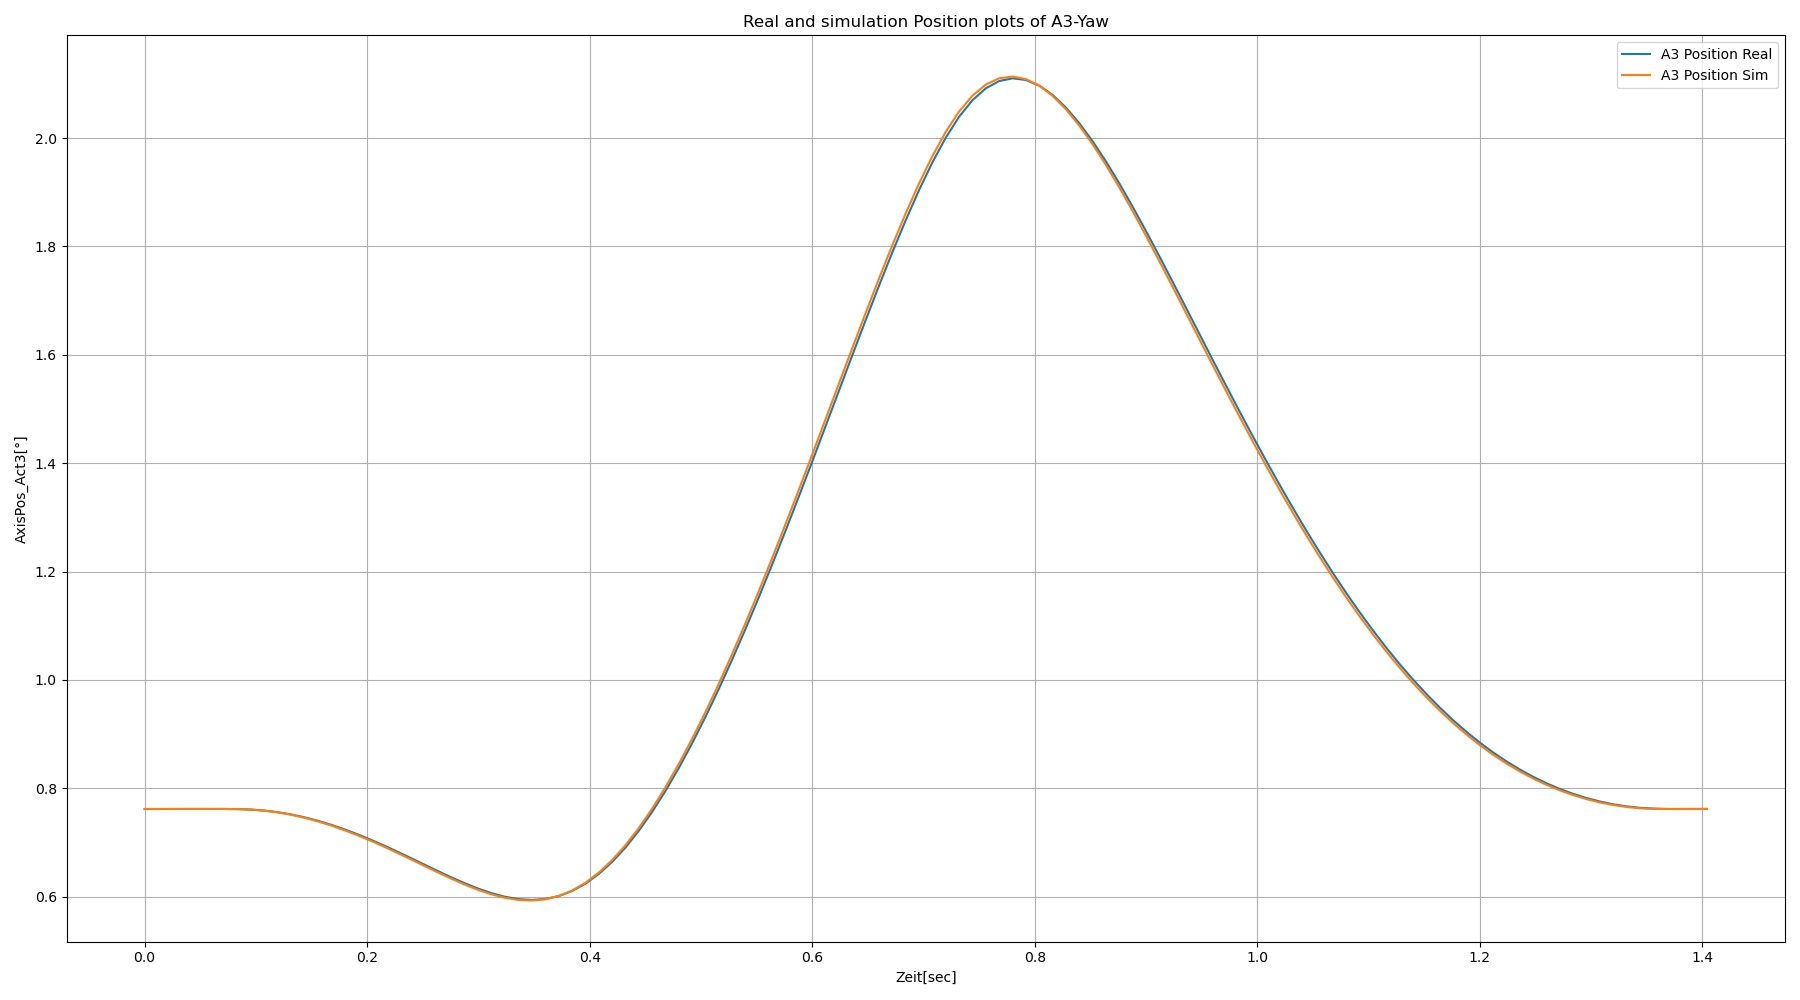 Real and simulation Position plots of A3-Yaw
A3 Position Real
A3 Position Sim
AxisPos_Act3[°]
2.0
1.8
1.6
1.4
1.2
1.0
0.8
0.6
0.0 0.2 0.4 0.6 0.8 1.0 1.2 1.4
Zeit[sec]